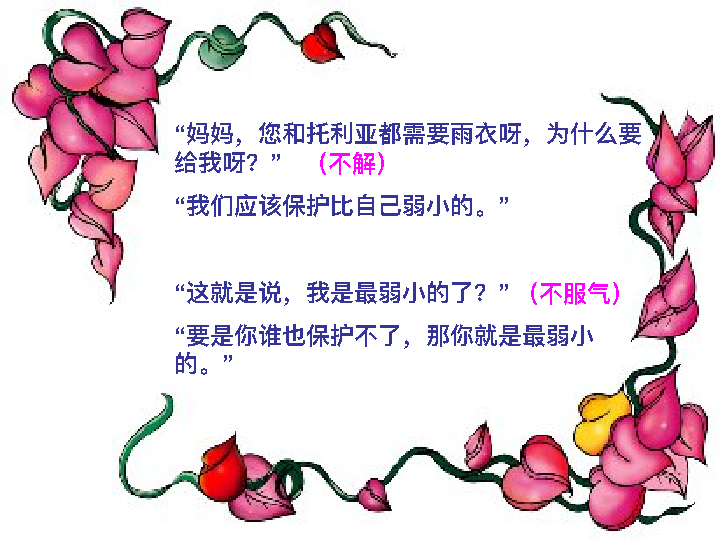 “妈妈，您和托利亚都需要雨衣呀，为什么要
给我呀？” （不解）
“我们应该保护比自己弱小的。”
“这就是说，我是最弱小的了？”（不服气）
“要是你谁也保护不了，那你就是最弱小
的。”